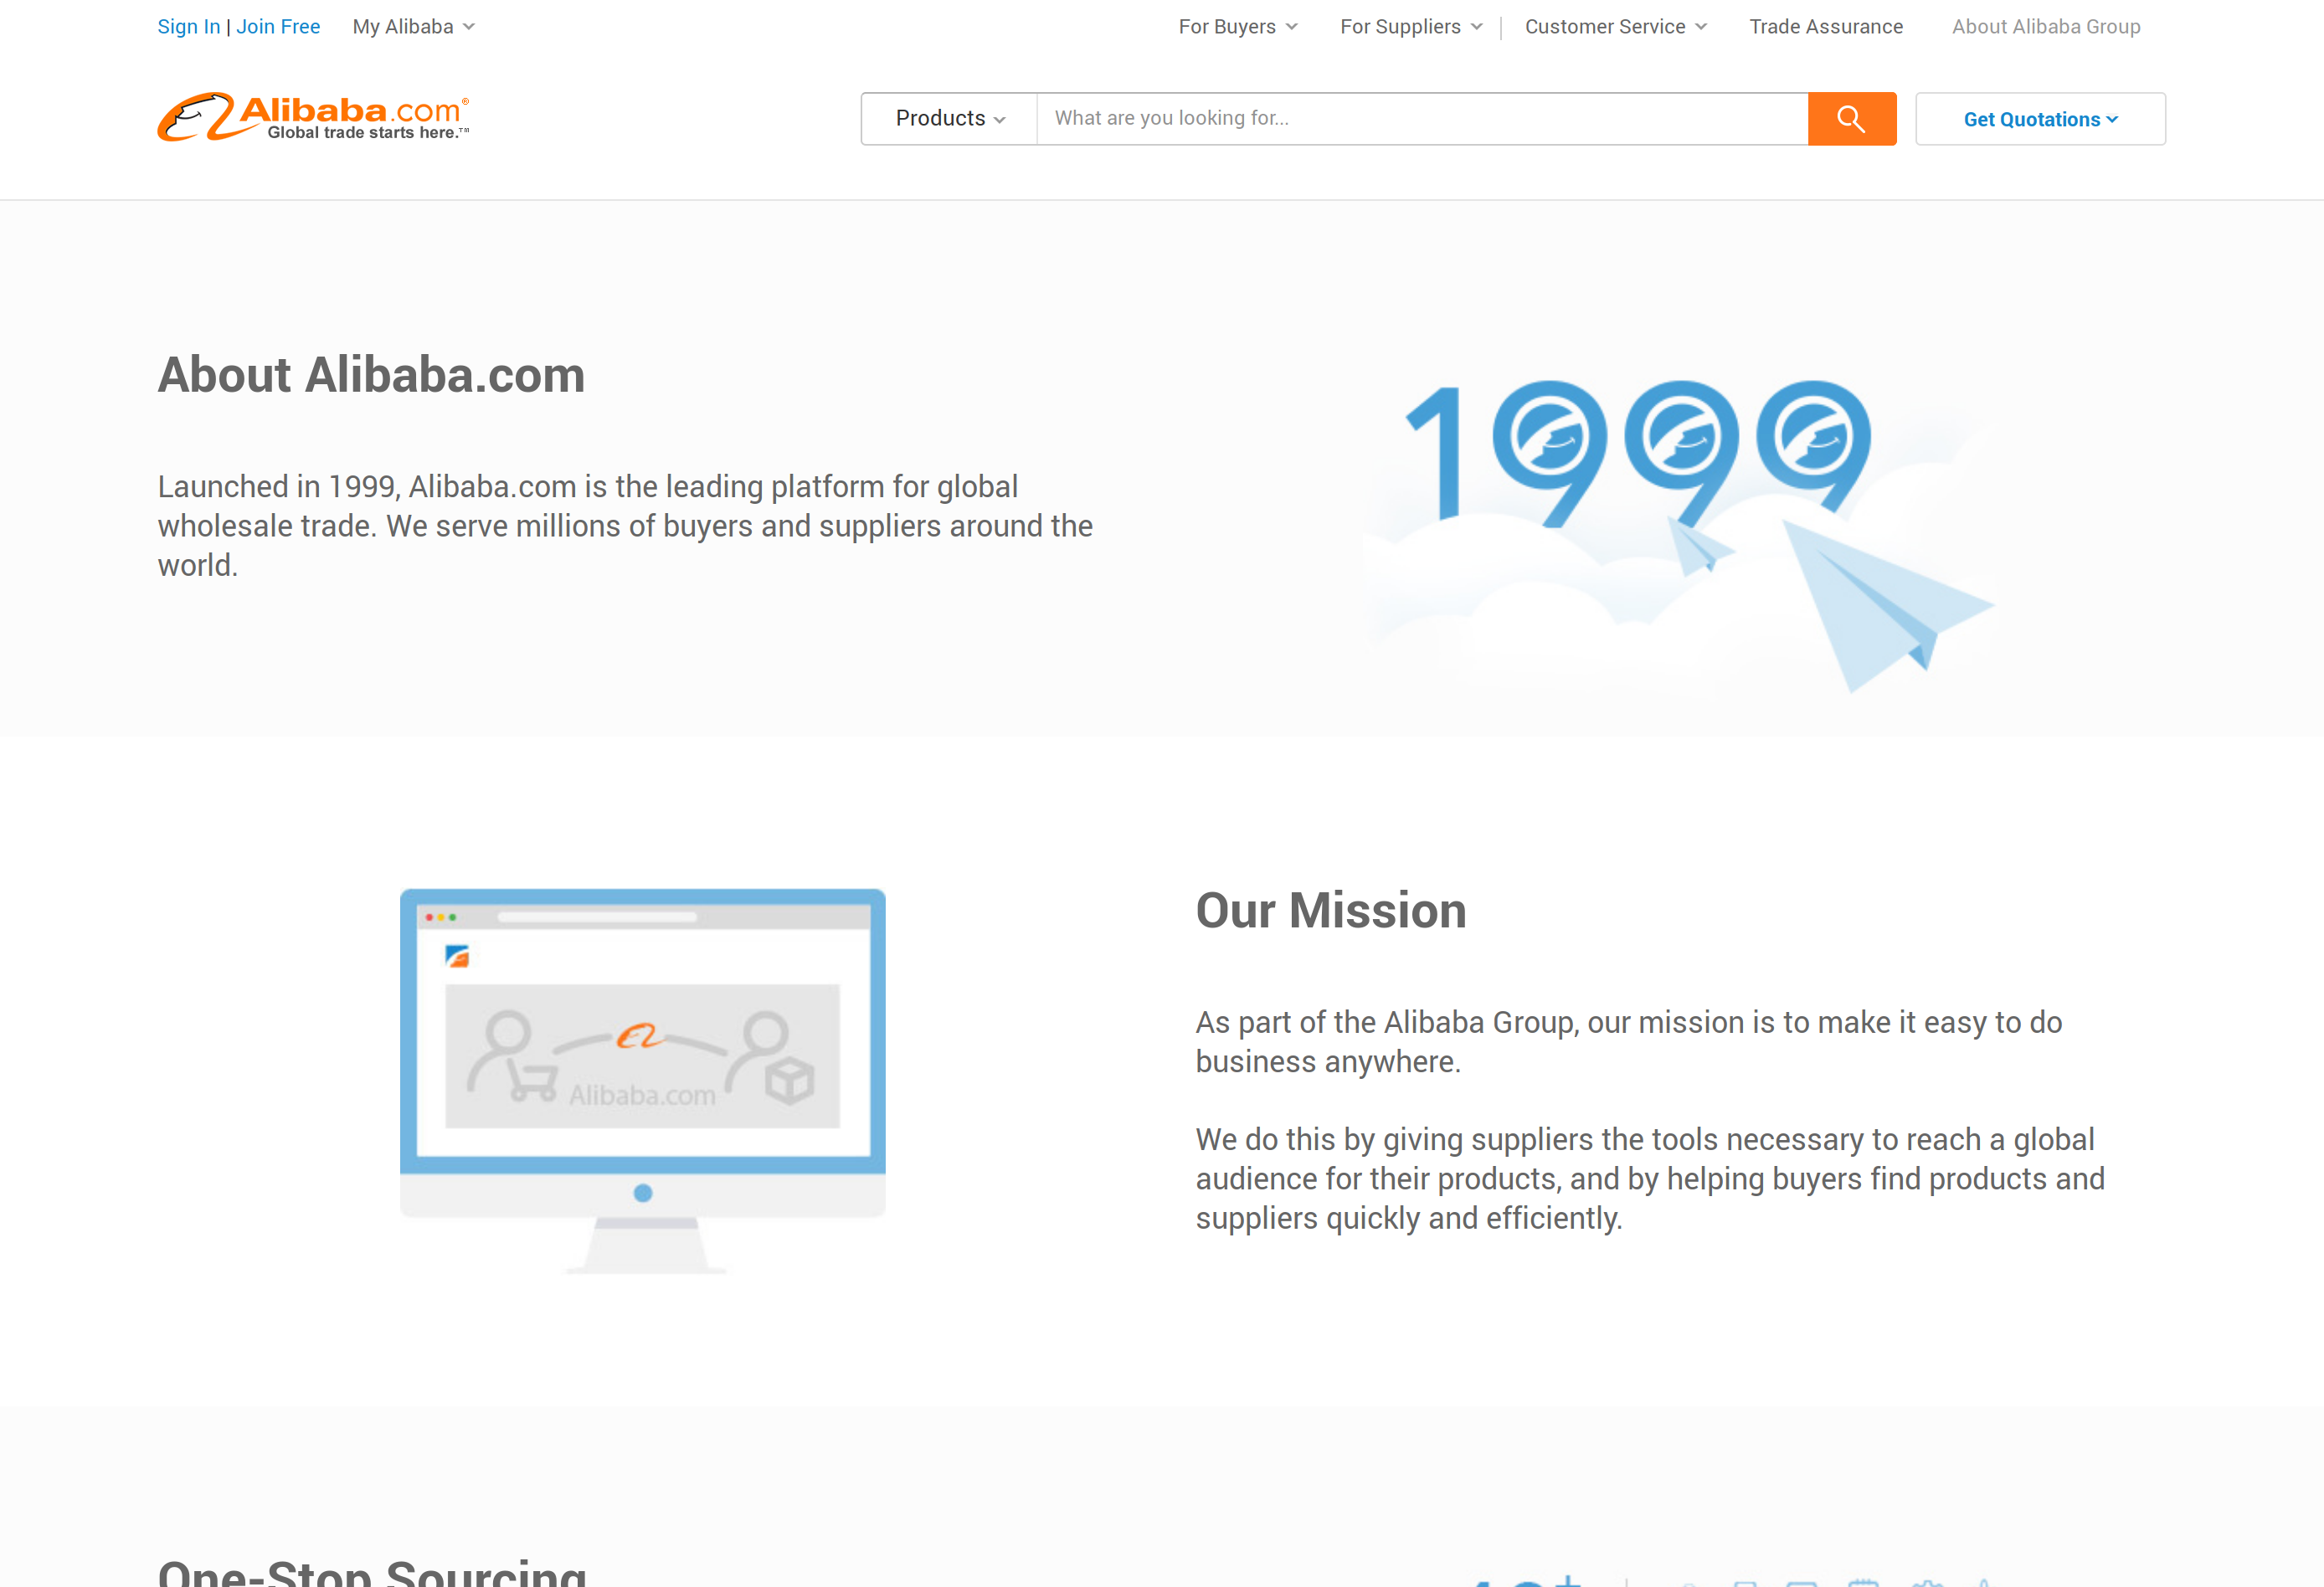 Sign In | Join Free My Alibaba For Buyers For Suppliers Customer Service Trade Assurance About Alibaba Group
Alibaba.com®
Global trade starts here.™
Products What are you looking for... Get Quotations
About Alibaba.com
Launched in 1999, Alibaba.com is the leading platform for global
wholesale trade. We serve millions of buyers and suppliers around the
world.
1999
Our Mission
As part of the Alibaba Group, our mission is to make it easy to do
business anywhere.
We do this by giving suppliers the tools necessary to reach a global
audience for their products, and by helping buyers find products and
suppliers quickly and efficiently.
Alibaba.com
One-Stop Sourcing